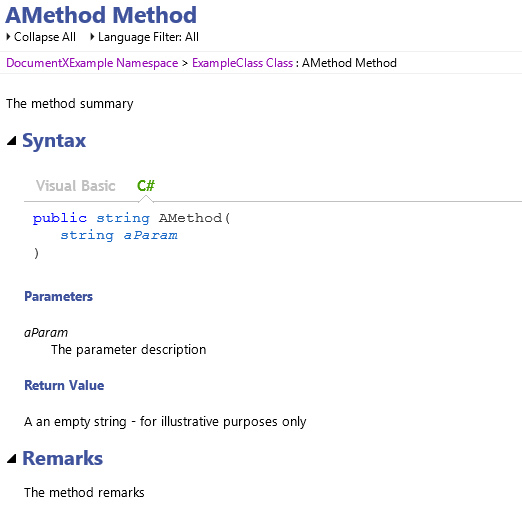 AMethod Method
Collapse All Language Filter: All
DocumentXExample Namespace > ExampleClass Class : AMethod Method
The method summary
Syntax
Visual Basic C#
public string AMethod(
string aParam
)
Parameters
aParam
The parameter description
Return Value
A an empty string - for illustrative purposes only
Remarks
The method remarks